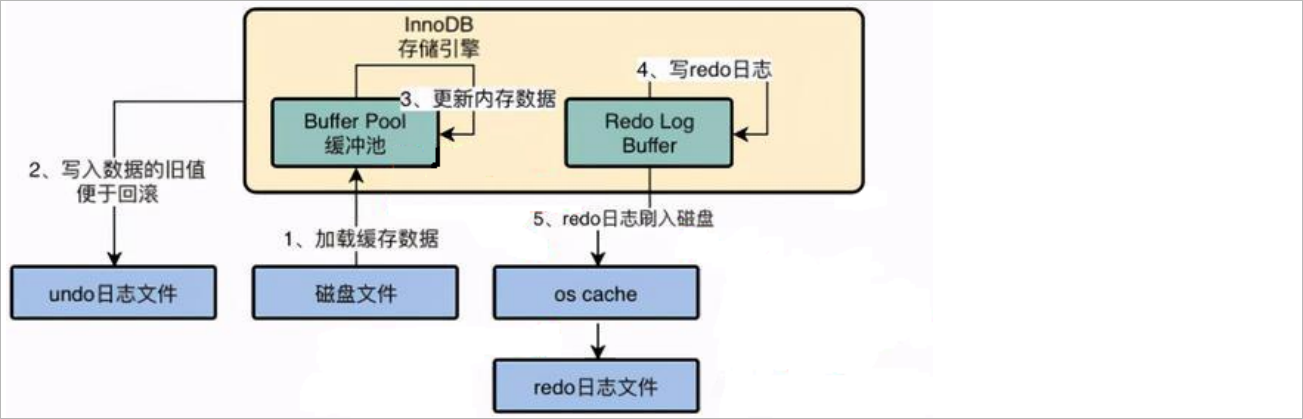 InnoDB
存储引擎
4、写redo日志
3、更新内存数据
Buffer Pool
缓冲池
Redo Log
Buffer
2、写入数据的旧值
便于回滚
5、redo日志刷入磁盘
1、加载缓存数据
undo日志文件
磁盘文件
os cache
redo日志文件